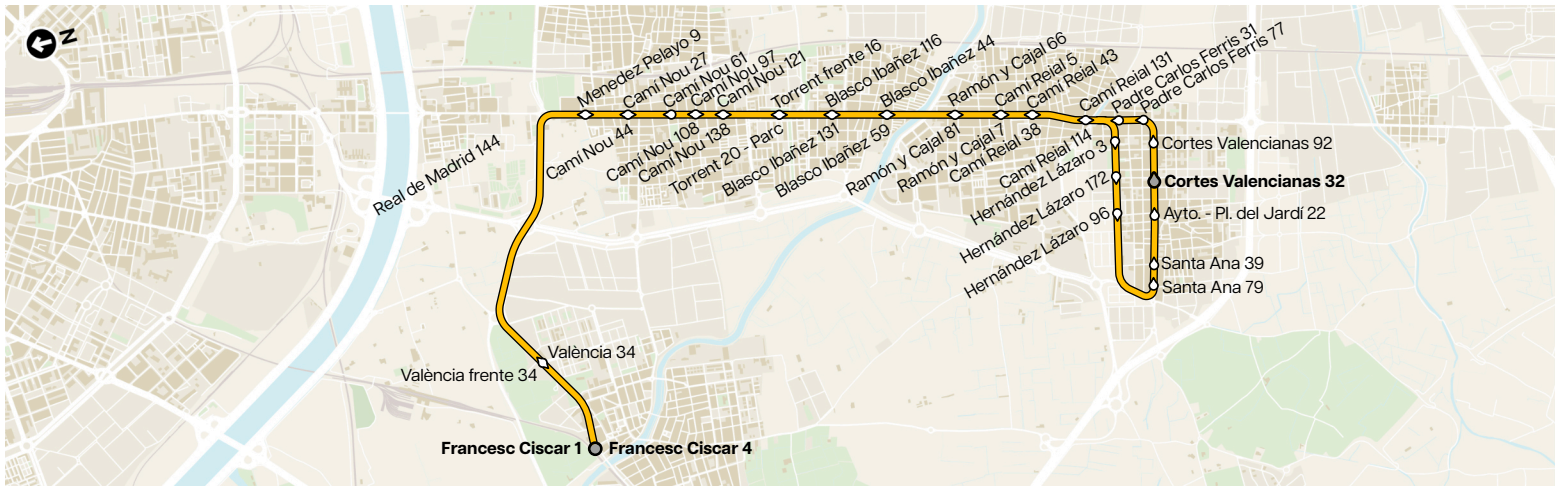 N
Menedez Pelayo 9
Camí Nou 27
Camí Nou 61
Camí Nou 97
Camí Nou 121
Torrent frente 16
Blasco Ibañez 116
Blasco Ibañez 44
Ramón y Cajal 66
Camí Reial 5
Camí Reial 43
Camí Reial 131
Padre Carlos Ferris 31
Padre Carlos Ferris 77
Real de Madrid 144
Camí Nou 44
Camí Nou 108
Camí Nou 138
Torrent 20 - Parc
Blasco Ibañez 131
Blasco Ibañez 59
Ramón y Cajal 81
Ramón y Cajal 7
Camí Reial 38
Camí Reial 114
Hernández Lázaro 3
Hernández Lázaro 172
Hernández Lázaro 96
Cortes Valencianas 92
Cortes Valencianas 32
Ayto. - Pl. del Jardí 22
Santa Ana 39
Santa Ana 79
València 34
València frente 34
Francesc Ciscar 1
Francesc Ciscar 4